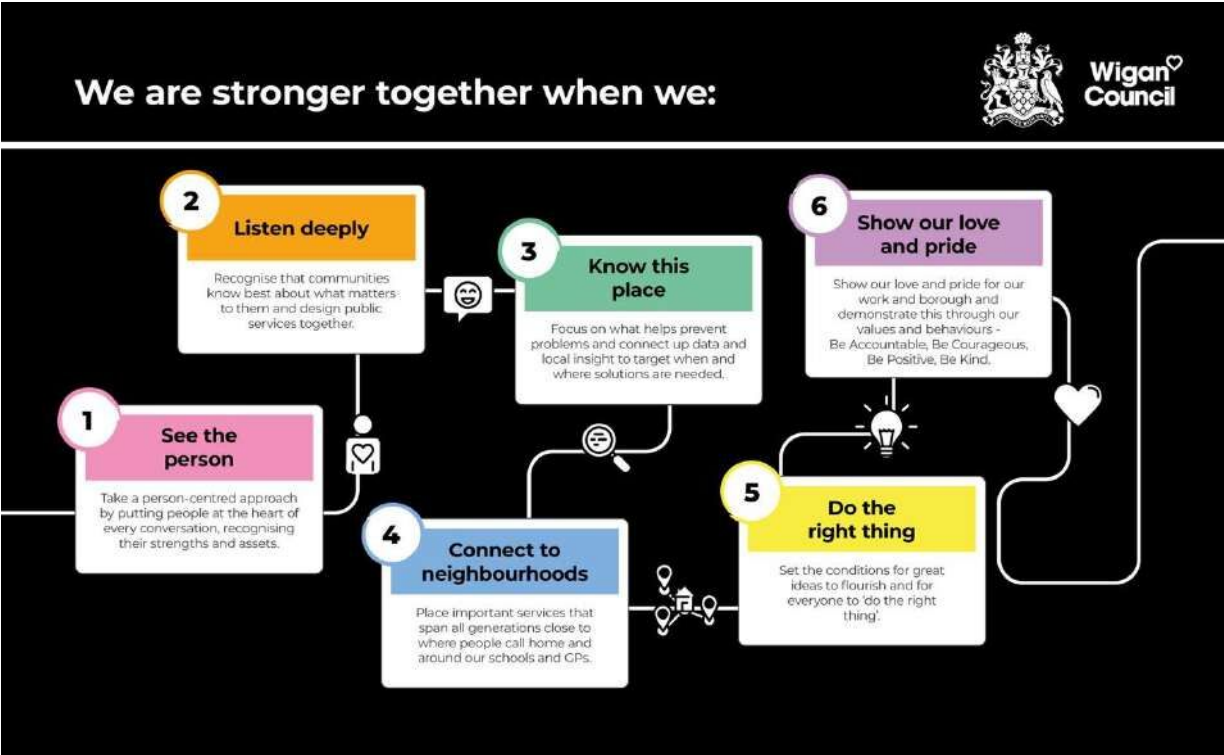 We are stronger together when we:
Wigan
Council
1
See the
person
Take a person-centred approach
by putting people at the heart of
every conversation, recognising
their strengths and assets.
2
Listen deeply
Recognise that communities
know best about what matters
to them and design public
services together.
3
Know this
place
Focus on what helps prevent
problems and connect up data and
local insight to target when and
where solutions are needed.
4
Connect to
neighbourhoods
Place important services that
span all generations close to
where people call home and
around our schools and GPs.
5
Do the
right thing
Set the conditions for great
ideas to flourish and for
everyone to 'do the right
thing'.
6
Show our love
and pride
Show our love and pride for our
work and borough and
demonstrate this through our
values and behaviours -
Be Accountable, Be Courageous,
Be Positive, Be Kind.